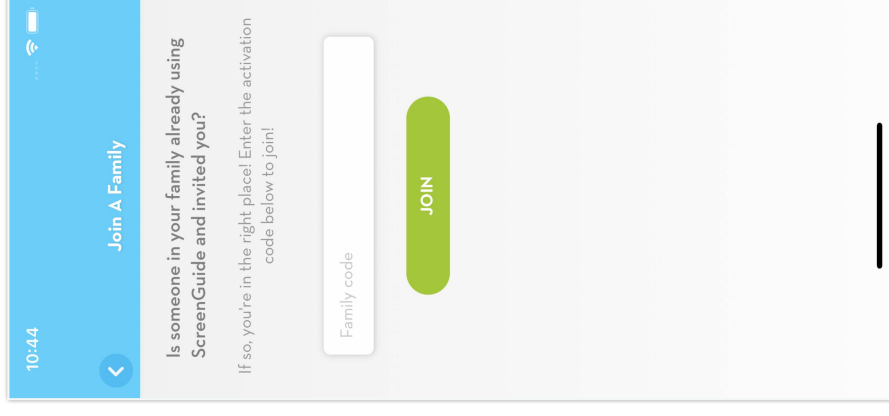 10:44
Join A Family
Is someone in your family already using
ScreenGuide and invited you?
If so, you're in the right place! Enter the activation
code below to join!
Family code
JOIN